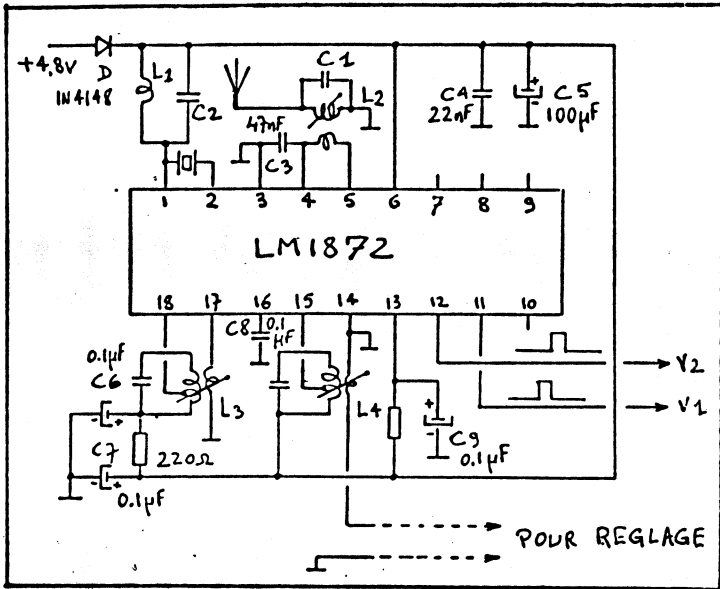 +4,8V
D
1N4148
L1
C2
C1
L2
47nF
C3
C4
22nF
+
-
C5
100µF
1 2 3 4 5 6 7 8 9
LM1872
18 17 16 15 14 13 12 11 10
C8
0.1
µF
0.1µF
C6
L3
L4
V2
V1
- +
C7
220Ω
- +
0.1µF
+
-
C9
0.1µF
POUR REGLAGE